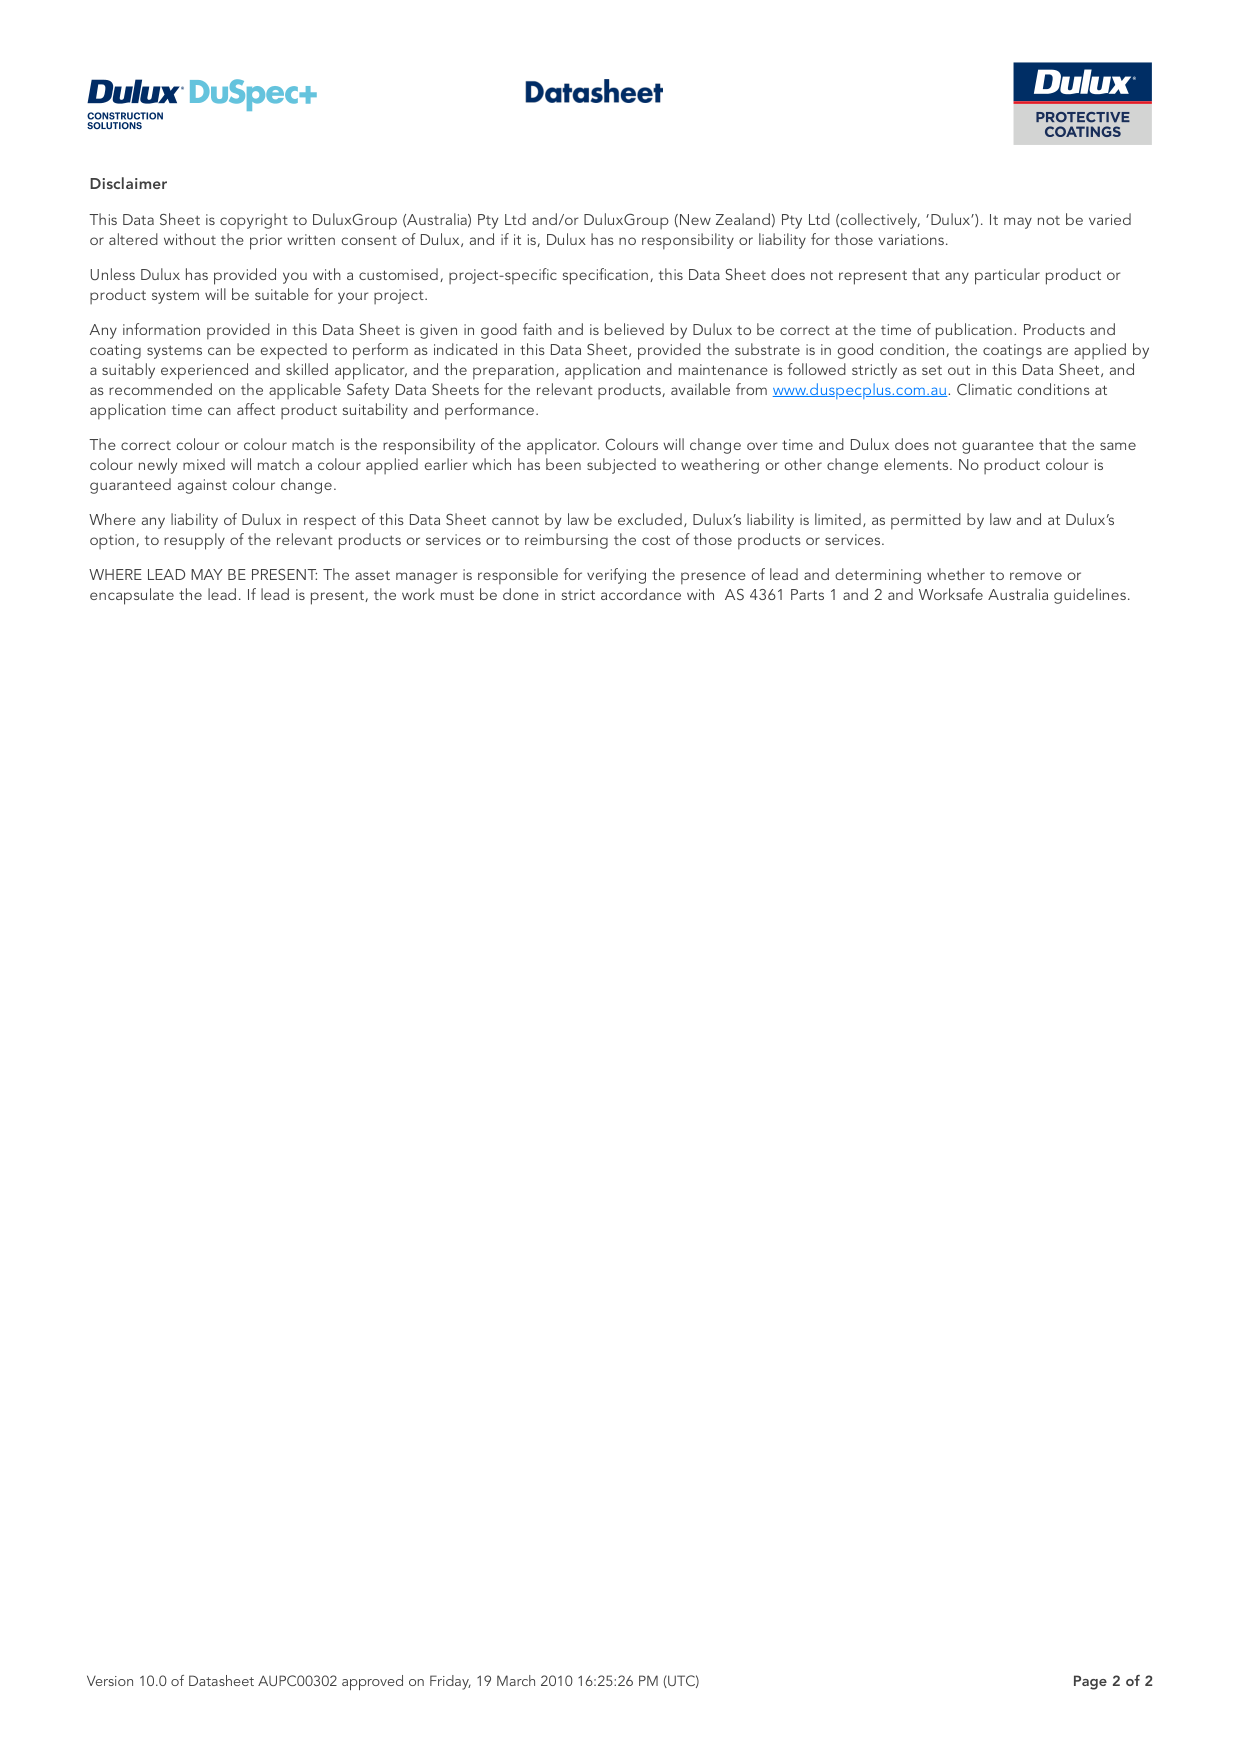 Dulux DuSpec+
CONSTRUCTION
SOLUTIONS
Datasheet
Dulux®
PROTECTIVE
COATINGS
Disclaimer
This Data Sheet is copyright to DuluxGroup (Australia) Pty Ltd and/or DuluxGroup (New Zealand) Pty Ltd (collectively, ‘Dulux’). It may not be varied
or altered without the prior written consent of Dulux, and if it is, Dulux has no responsibility or liability for those variations.
Unless Dulux has provided you with a customised, project-specific specification, this Data Sheet does not represent that any particular product or
product system will be suitable for your project.
Any information provided in this Data Sheet is given in good faith and is believed by Dulux to be correct at the time of publication. Products and
coating systems can be expected to perform as indicated in this Data Sheet, provided the substrate is in good condition, the coatings are applied by
a suitably experienced and skilled applicator, and the preparation, application and maintenance is followed strictly as set out in this Data Sheet, and
as recommended on the applicable Safety Data Sheets for the relevant products, available from www.duspecplus.com.au. Climatic conditions at
application time can affect product suitability and performance.
The correct colour or colour match is the responsibility of the applicator. Colours will change over time and Dulux does not guarantee that the same
colour newly mixed will match a colour applied earlier which has been subjected to weathering or other change elements. No product colour is
guaranteed against colour change.
Where any liability of Dulux in respect of this Data Sheet cannot by law be excluded, Dulux’s liability is limited, as permitted by law and at Dulux’s
option, to resupply of the relevant products or services or to reimbursing the cost of those products or services.
WHERE LEAD MAY BE PRESENT: The asset manager is responsible for verifying the presence of lead and determining whether to remove or
encapsulate the lead. If lead is present, the work must be done in strict accordance with  AS 4361 Parts 1 and 2 and Worksafe Australia guidelines.
Version 10.0 of Datasheet AUPC00302 approved on Friday, 19 March 2010 16:25:26 PM (UTC)
Page 2 of 2